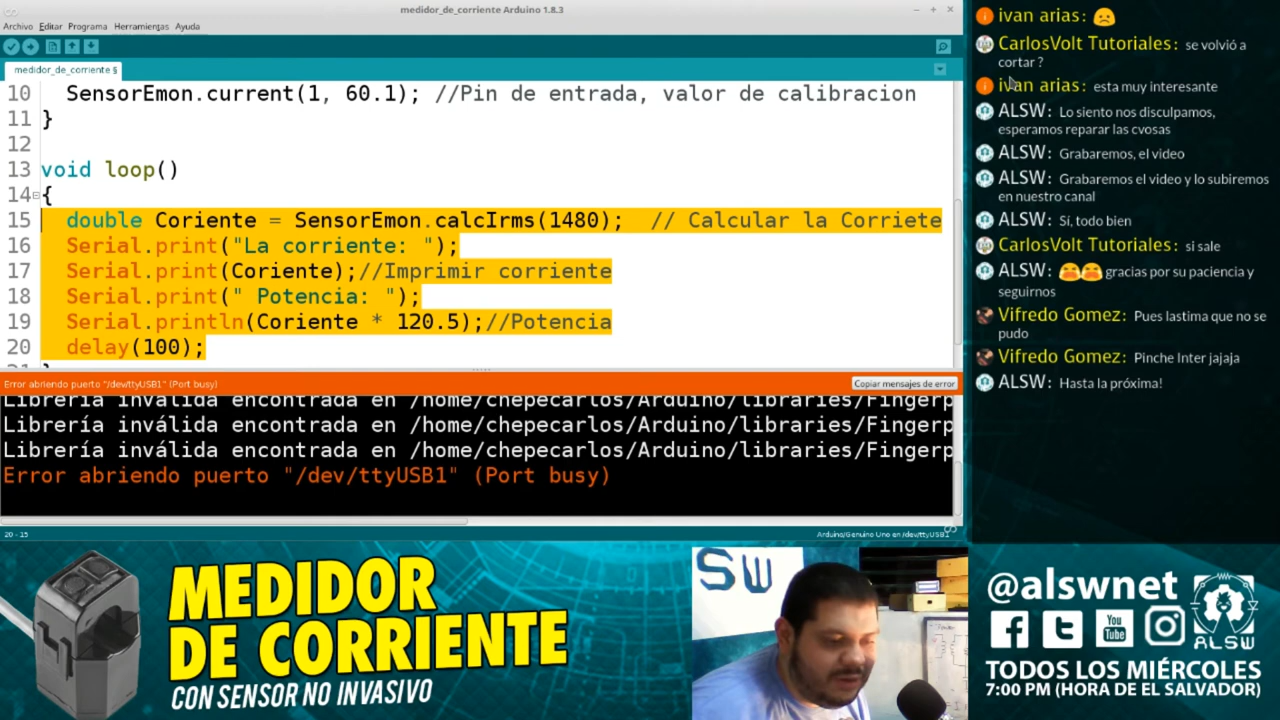 medidor_de_corriente Arduino 1.8.3
Archivo Editar Programa Herramientas Ayuda
medidor_de_corriente §
10 SensorEmon.current(1, 60.1); //Pin de entrada, valor de calibracion
11 }
12
13 void loop()
14 {
15 double Coriente = SensorEmon.calcIrms(1480); // Calcular la Corriete
16 Serial.print("La corriente: ");
17 Serial.print(Coriente);//Imprimir corriente
18 Serial.print(" Potencia: ");
19 Serial.println(Coriente * 120.5);//Potencia
20 delay(100);
Error abriendo puerto "/dev/ttyUSB1" (Port busy)
Copiar mensajes de error
Librería inválida encontrada en /home/chepecarlos/Arduino/libraries/Fingerp
Librería inválida encontrada en /home/chepecarlos/Arduino/libraries/Fingerp
Librería inválida encontrada en /home/chepecarlos/Arduino/libraries/Fingerp
Error abriendo puerto "/dev/ttyUSB1" (Port busy)
20 - 15
Arduino/Genuino Uno en /dev/ttyUSB1
ivan arias: ☹️
CarlosVolt Tutoriales: se volvió a
cortar ?
ivan arias: esta muy interesante
ALSW: Lo siento nos disculpamos,
esperamos reparar las cvosas
ALSW: Grabaremos, el video
ALSW: Grabaremos el video y lo subiremos
en nuestro canal
ALSW: Sí, todo bien
CarlosVolt Tutoriales: si sale
ALSW: gracias por su paciencia y
seguirnos
Vifredo Gomez: Pues lastima que no se
pudo
Vifredo Gomez: Pinche Inter jajaja
ALSW: Hasta la próxima!
MEDIDOR
DE CORRIENTE
CON SENSOR NO INVASIVO
SW
@alswnet
You
Tube
ALSW
TODOS LOS MIÉRCOLES
7:00 PM (HORA DE EL SALVADOR)